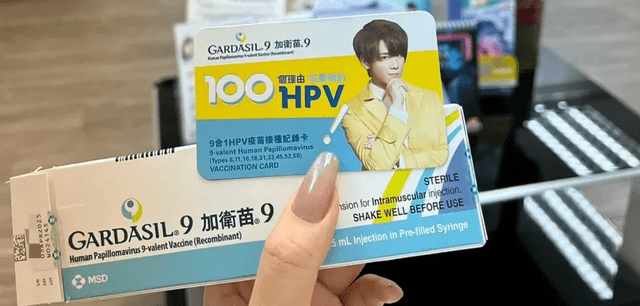 GARDASIL®9 加衛苗®9
Human Papillomavirus 9-valent Vaccine (Recombinant)
100個理由
HPV
9合1HPV疫苗接種記錄卡
9-valent Human Papillomavirus
(Types 6,11,16,18,31,33,45,52,58)
VACCINATION CARD
STERILE
for Intramuscular injection.
SHAKE WELL BEFORE USE
GARDASIL®9 加衛苗®9
Human Papillomavirus 9-valent Vaccine (Recombinant)
mL Injection in Pre-filled Syringe
MSD